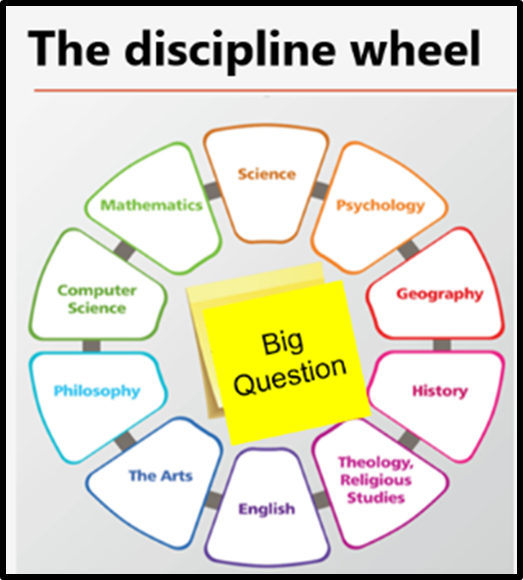 The discipline wheel
Science
Psychology
Geography
History
Theology,
Religious
Studies
English
The Arts
Philosophy
Computer
Science
Mathematics
Big
Question